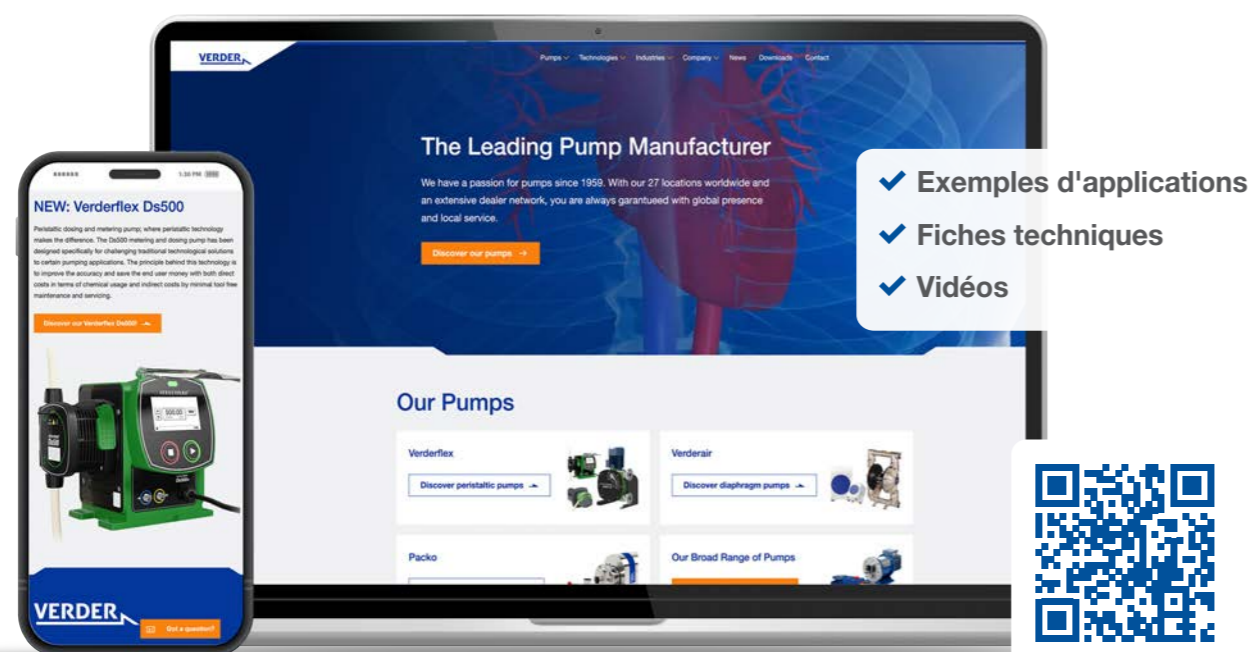 VERDER
Pumps Technologies Industries Company News Downloads Contact
The Leading Pump Manufacturer
We have a passion for pumps since 1959. With our 27 locations worldwide and
an extensive dealer network, you are always garantueed with global presence
and local service.
Discover our pumps →
Exemples d'applications
Fiches techniques
Vidéos
Our Pumps
Verderflex
Discover peristaltic pumps
Verderair
Discover diaphragm pumps
Packo
Our Broad Range of Pumps
1:30 PM
NEW: Verderflex Ds500
Peristaltic dosing and metering pump; where peristaltic technology
makes the difference. The Ds500 metering and dosing pump has been
designed specifically for challenging traditional technological solutions
to certain pumping applications. The principle behind this technology is
to improve the accuracy and save the end user money with both direct
costs in terms of chemical usage and indirect costs by minimal tool free
maintenance and servicing.
Discover our Verderflex Ds500
500.00
VERDER
Got a question?